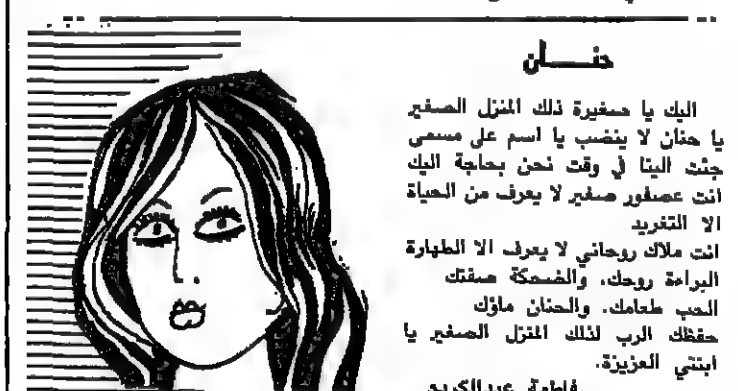 حنـــان
اليك يا صغيرة ذلك المنزل الصغير
يا حنان لا ينضب يا اسم على مسمى
جئت الينا في وقت نحن بحاجة اليك
انت عصفور صغير لا يعرف من الحياة
الا التغريد
انت ملاك روحاني لا يعرف الا الطهارة
البراءة روحك، والضحكة صفتك
الحب طعامك، والحنان ماؤك
حفظك الرب لذلك المنزل الصغير يا
ابنتي العزيزة.
فاطمة عبدالكريم